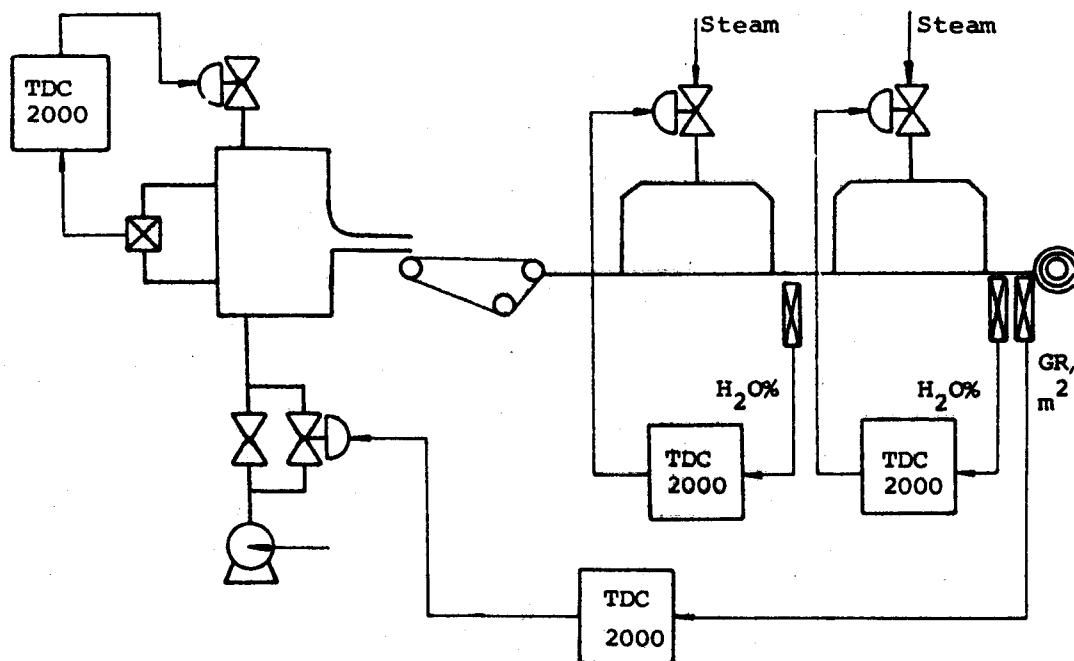 Steam
Steam
TDC
2000
GR/
m²
H₂O%
H₂O%
TDC
2000
TDC
2000
TDC
2000